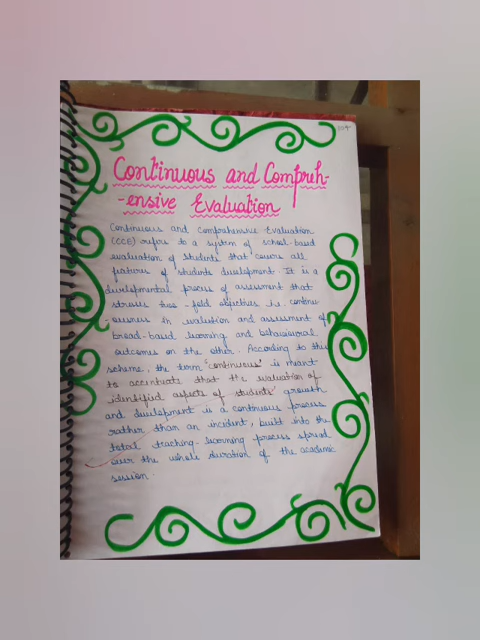 Continuous and Compreh-
-ensive Evaluation
Continuous and comprehensive Evaluation
(CCE) refers to a system of school-based
evaluation of students that covers all
features of students development. It is a
developmental process of assessment that
stresses two-field objectives i.e. continu-
-ousness in evaluation and assessment of
broad-based learning and behavioural
outcomes on the other. According to this
scheme, the term 'continuous' is meant
to accentuate that the evaluation of
identified aspects of students' growth
and development is a continuous process
rather than an incident, built into the
total teaching-learning process spread
over the whole duration of the academic
session.